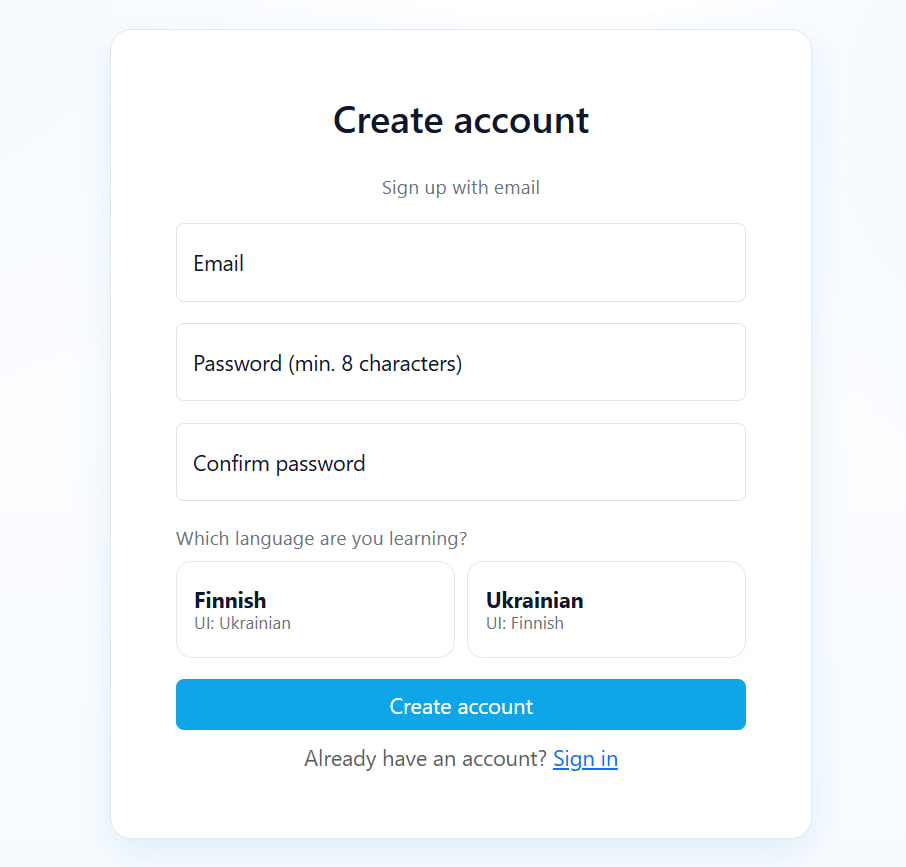 Create account
Sign up with email
Email
Password (min. 8 characters)
Confirm password
Which language are you learning?
Finnish
UI: Ukrainian
Ukrainian
UI: Finnish
Create account
Already have an account? Sign in